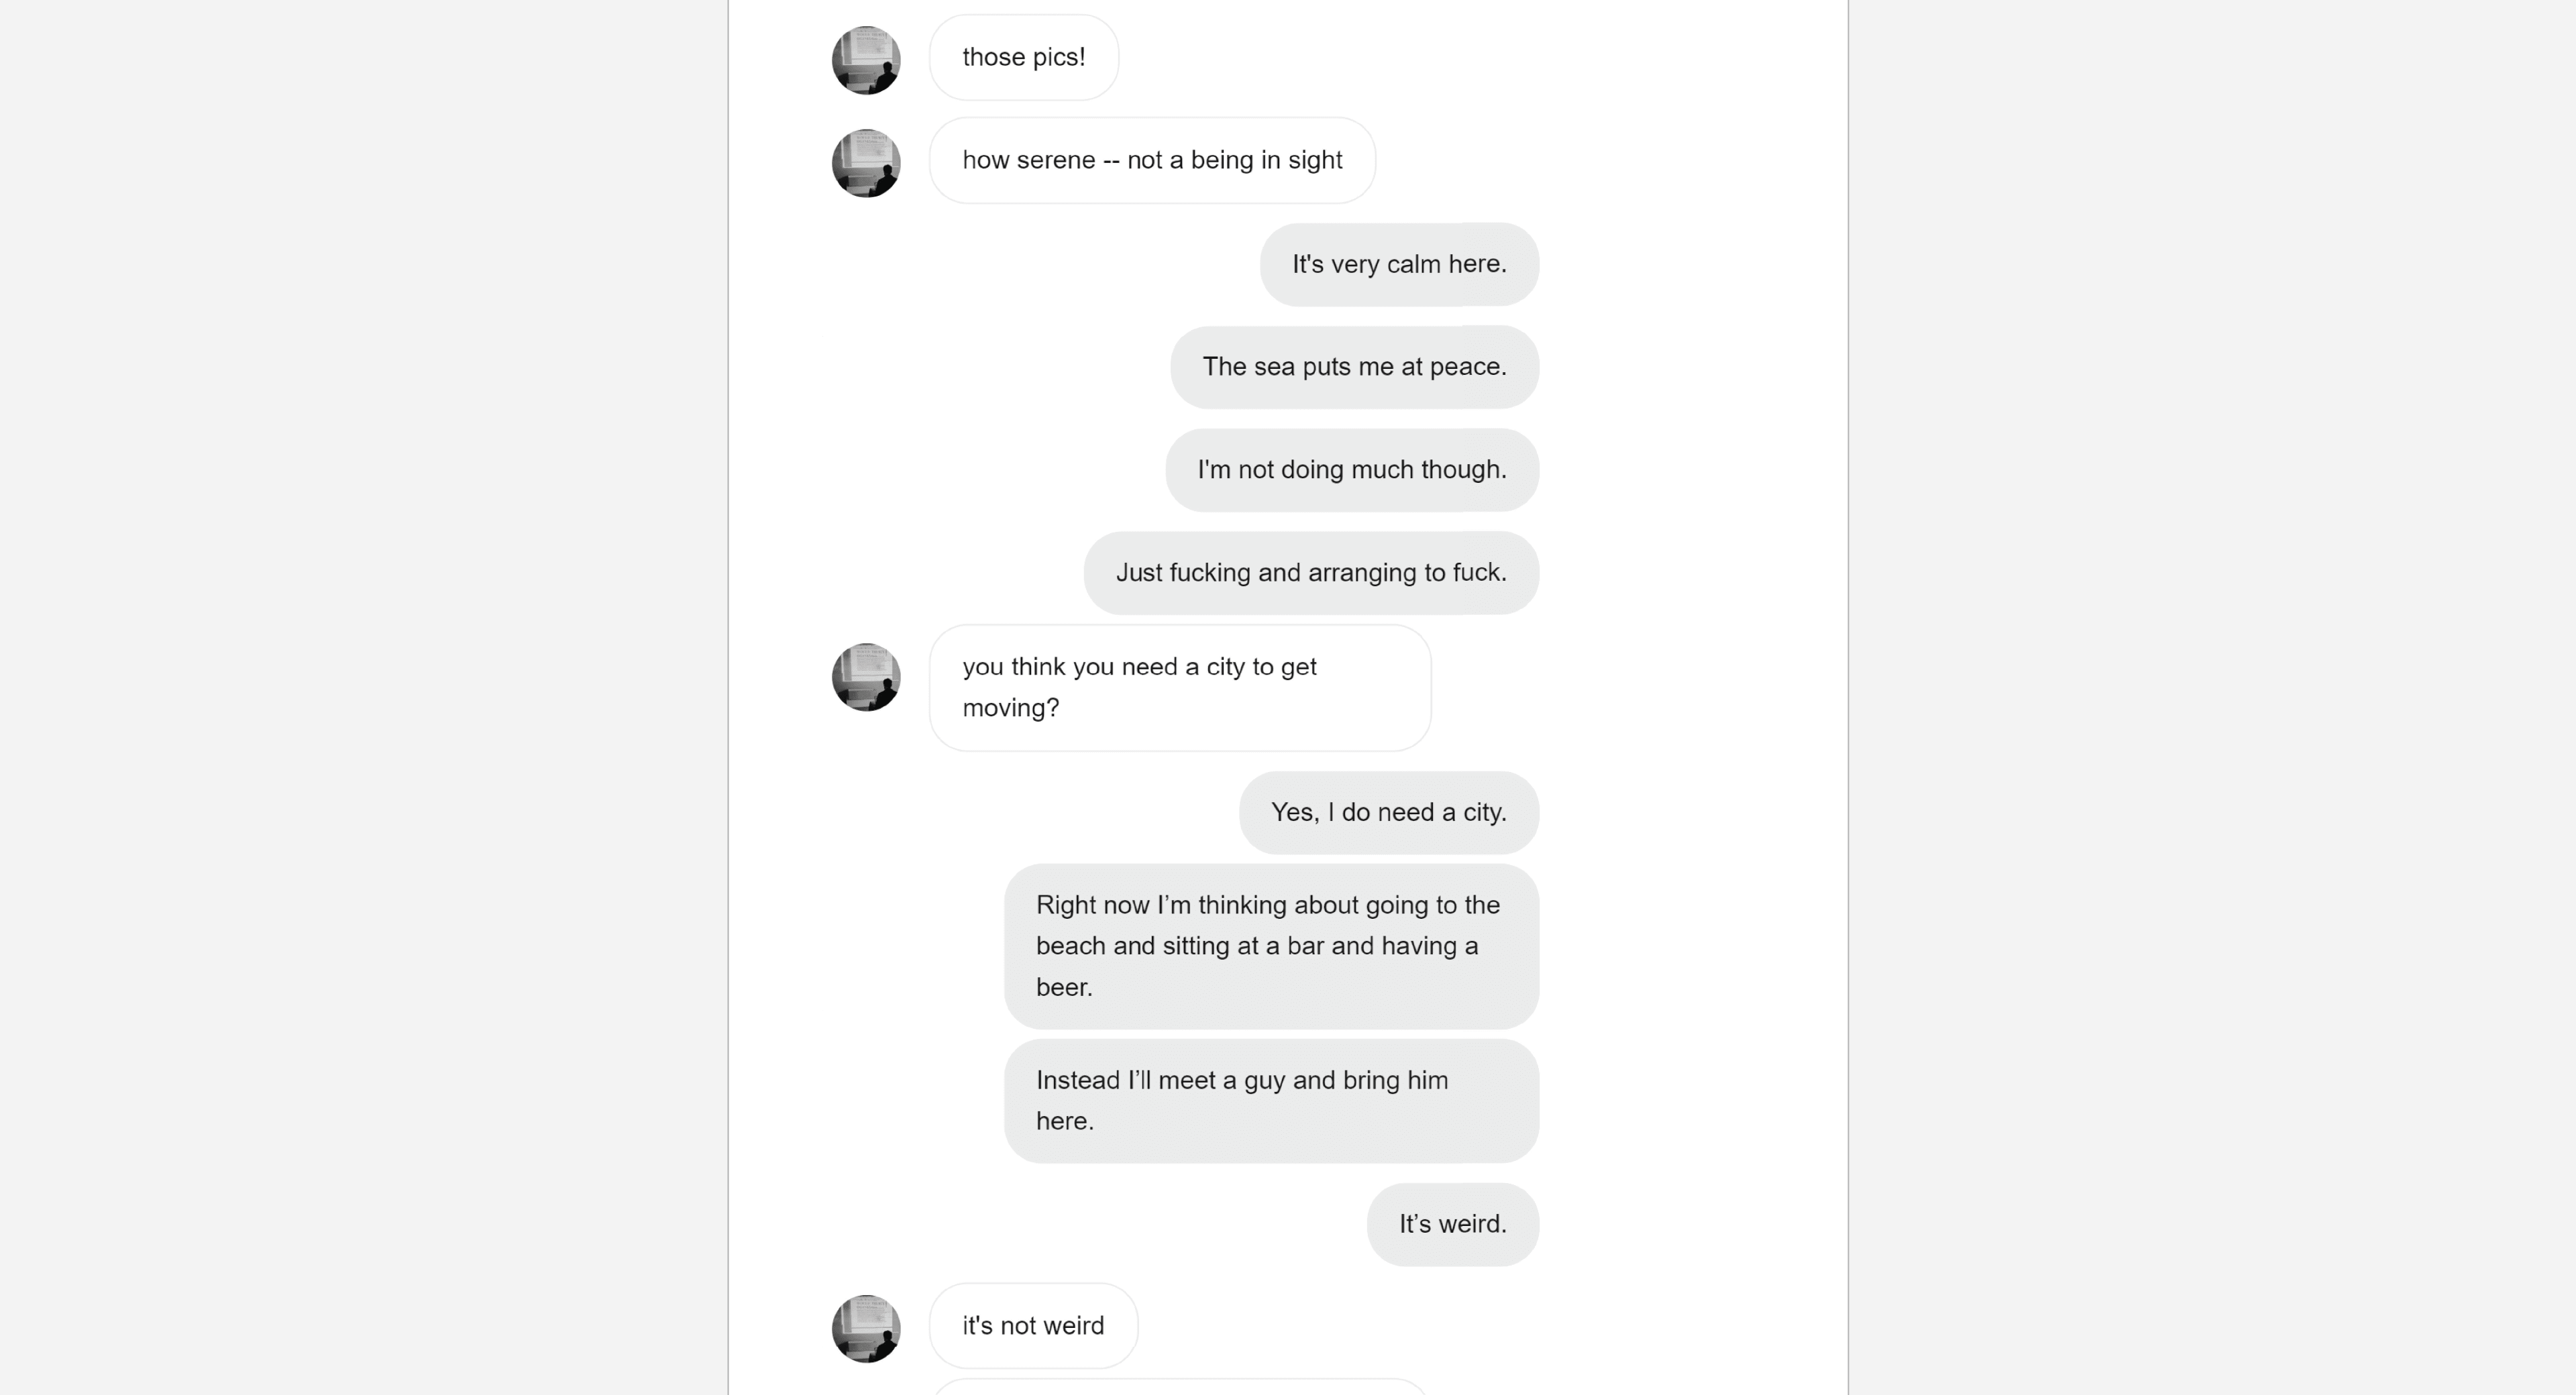 those pics!
how serene -- not a being in sight
It's very calm here.
The sea puts me at peace.
I'm not doing much though.
Just fucking and arranging to fuck.
you think you need a city to get
moving?
Yes, I do need a city.
Right now I’m thinking about going to the
beach and sitting at a bar and having a
beer.
Instead I’ll meet a guy and bring him
here.
It’s weird.
it's not weird